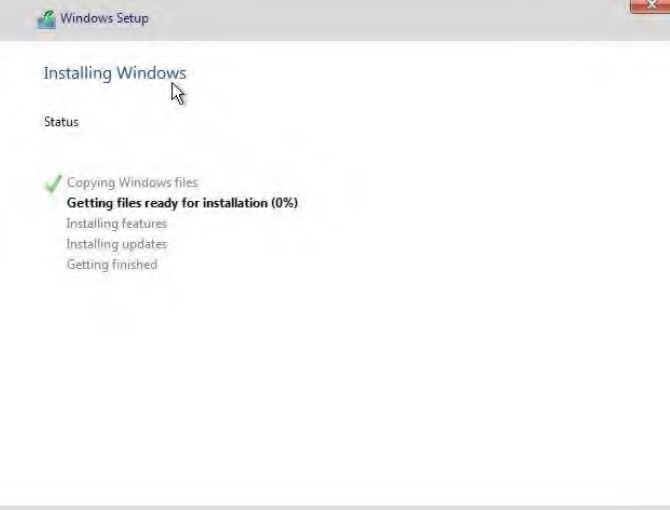 Windows Setup
Installing Windows
Status
Copying Windows files
Getting files ready for installation (0%)
Installing features
Installing updates
Getting finished